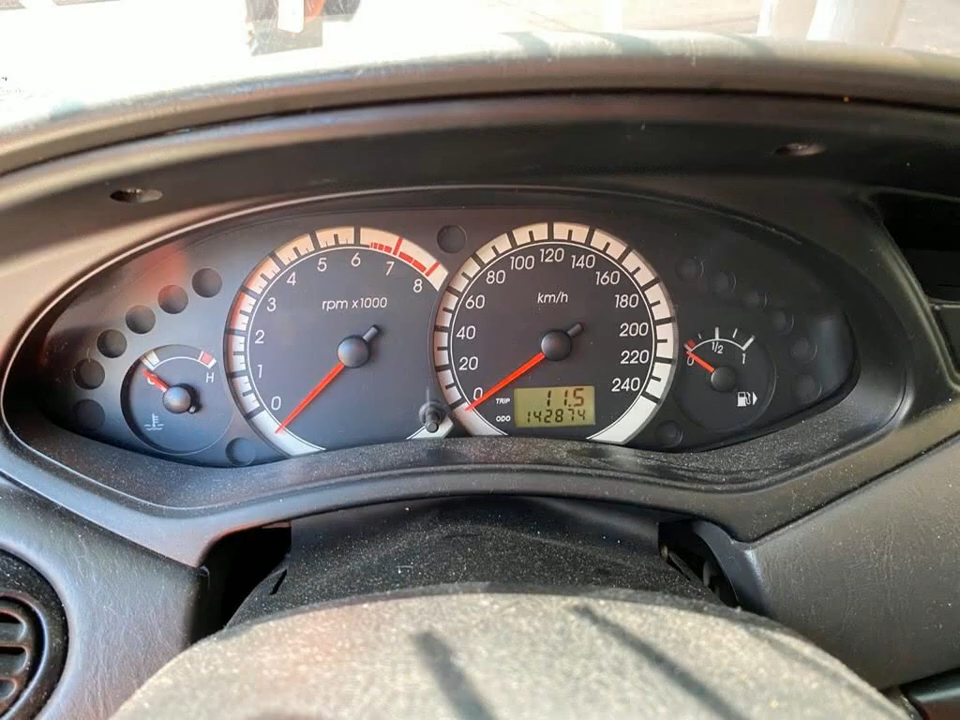 C H
0 1 2 3 4 5 6 7 8
rpm x1000
0 20 40 60 80 100 120 140 160 180 200 220 240
km/h
TRIP 11.5
ODO 142874
0 1/2 1